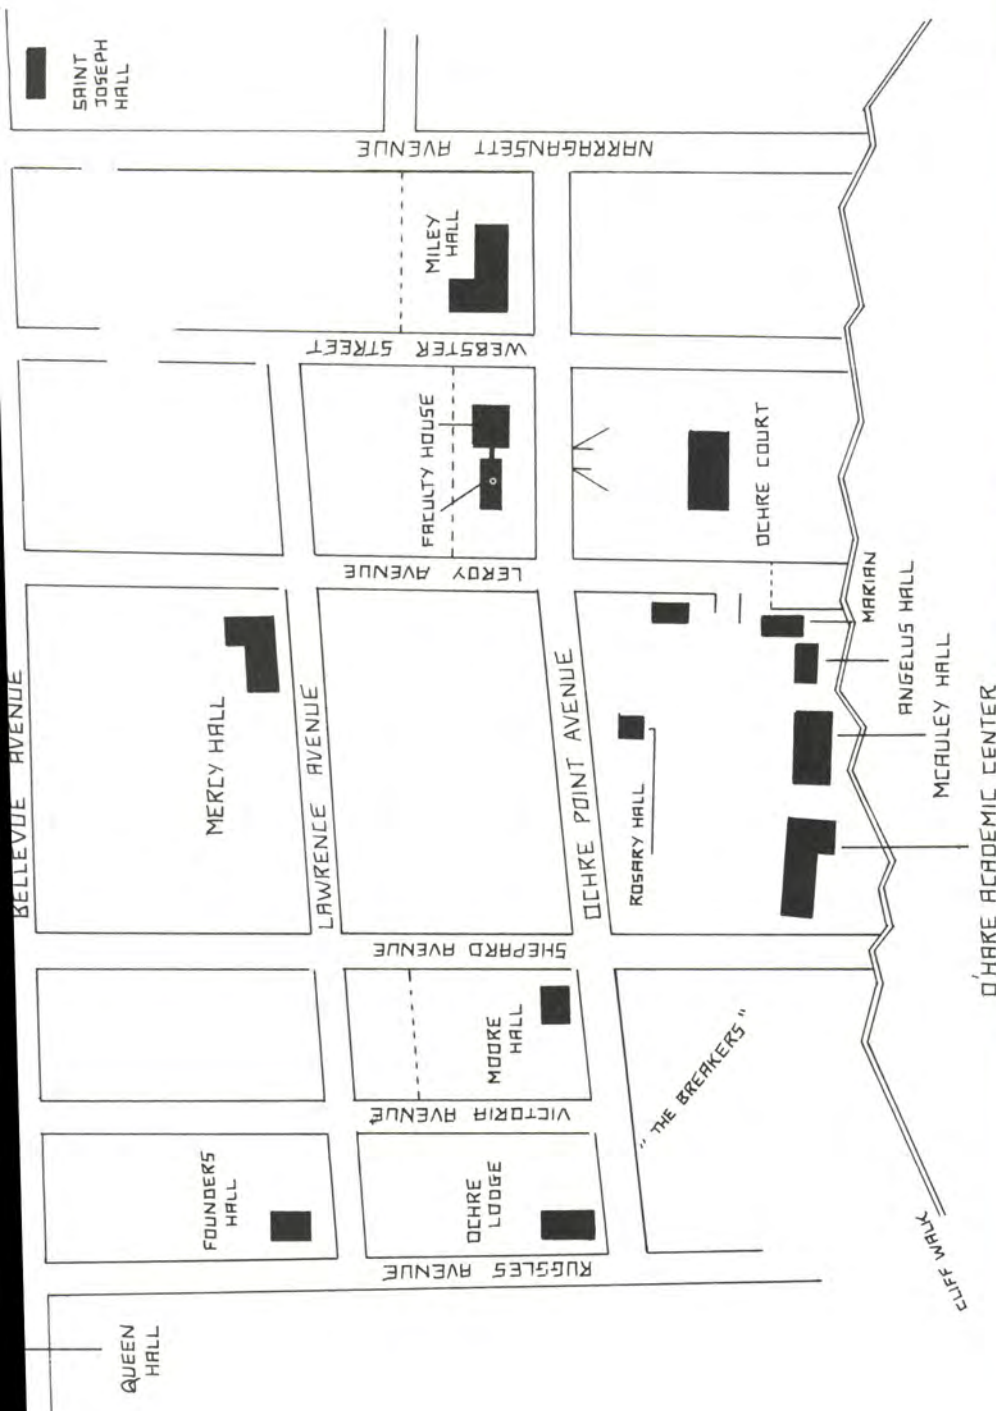 SAINT
JOSEPH
HALL
NARRAGANSETT AVENUE
MILEY
HALL
WEBSTER STREET
FACULTY HOUSE
OCHRE COURT
LEROY AVENUE
MARIAN
ANGELUS HALL
MCAULEY HALL
O'HARE ACADEMIC CENTER
BELLEVUE AVENUE
MERCY HALL
LAWRENCE AVENUE
OCHRE POINT AVENUE
ROSARY HALL
SHEPARD AVENUE
MOORE
HALL
"THE BREAKERS"
VICTORIA AVENUE
FOUNDERS
HALL
OCHRE
LODGE
RUGGLES AVENUE
CLIFF WALK
QUEEN
HALL